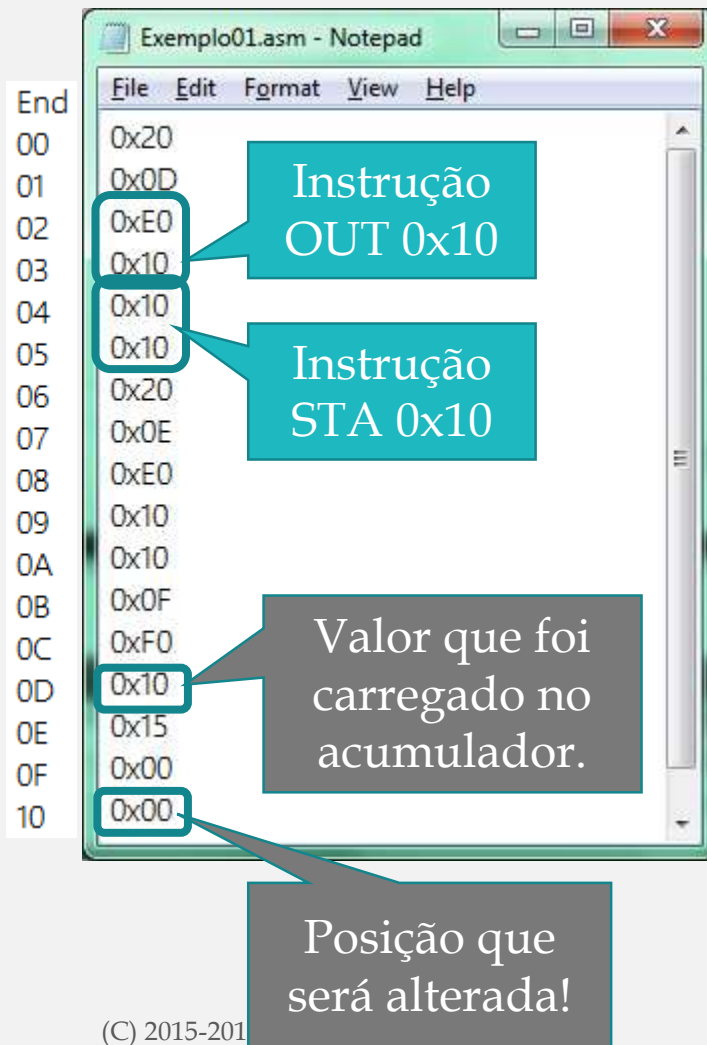 Exemplo01.asm - Notepad
File Edit Format View Help
End
00 0x20
01 0x0D
02 0xE0
03 0x10
04 0x10
05 0x10
06 0x20
07 0x0E
08 0xE0
09 0x10
0A 0x10
0B 0x0F
0C 0xF0
0D 0x10
0E 0x15
0F 0x00
10 0x00
Instrução
OUT 0x10
Instrução
STA 0x10
Valor que foi
carregado no
acumulador.
Posição que
será alterada!
(C) 2015-201